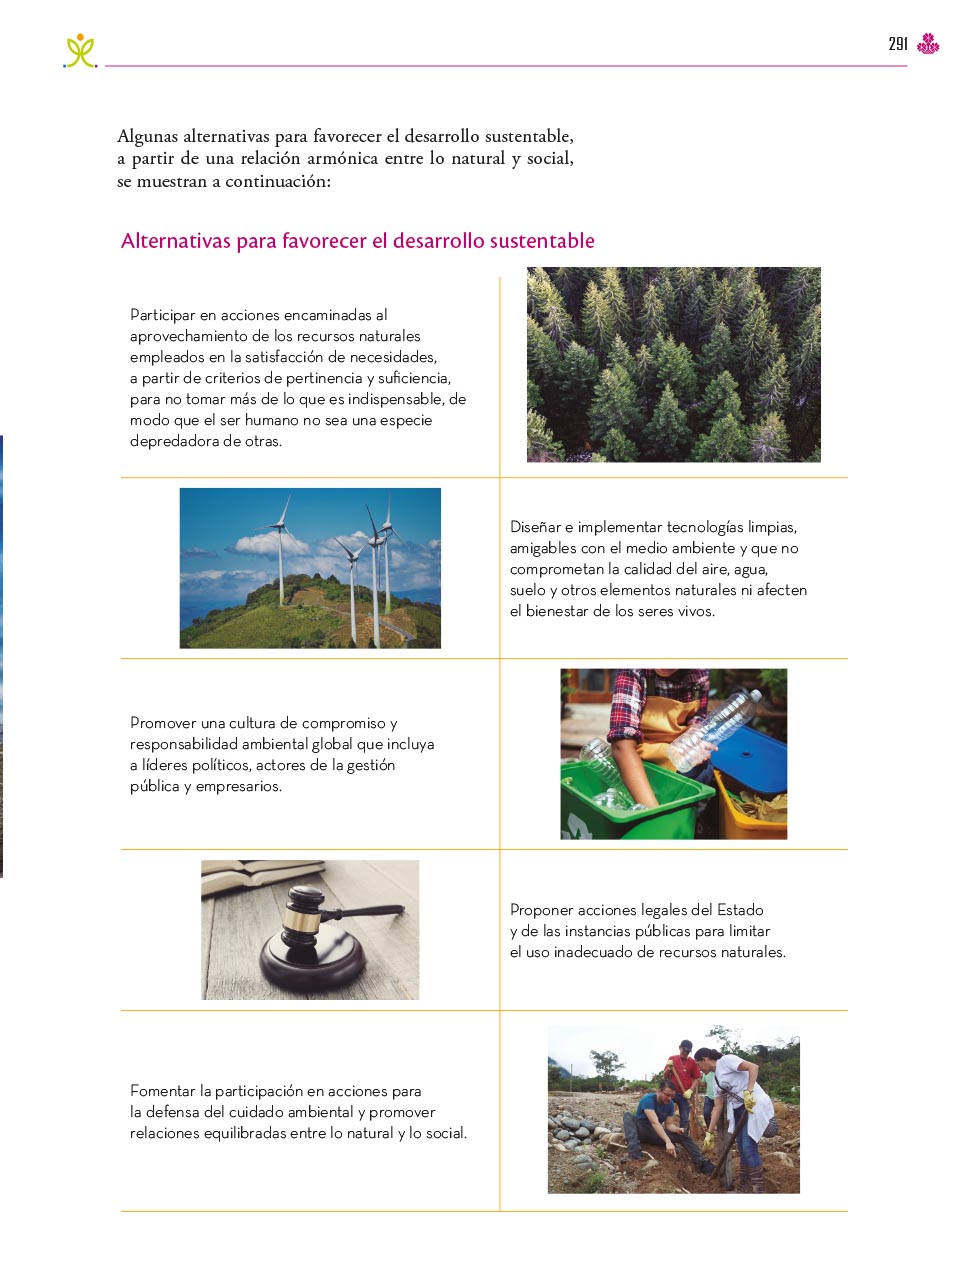 291
Algunas alternativas para favorecer el desarrollo sustentable,
a partir de una relación armónica entre lo natural y social,
se muestran a continuación:
Alternativas para favorecer el desarrollo sustentable
Participar en acciones encaminadas al
aprovechamiento de los recursos naturales
empleados en la satisfacción de necesidades,
a partir de criterios de pertinencia y suficiencia,
para no tomar más de lo que es indispensable, de
modo que el ser humano no sea una especie
depredadora de otras.
Diseñar e implementar tecnologías limpias,
amigables con el medio ambiente y que no
comprometan la calidad del aire, agua,
suelo y otros elementos naturales ni afecten
el bienestar de los seres vivos.
Promover una cultura de compromiso y
responsabilidad ambiental global que incluya
a líderes políticos, actores de la gestión
pública y empresarios.
Proponer acciones legales del Estado
y de las instancias públicas para limitar
el uso inadecuado de recursos naturales.
Fomentar la participación en acciones para
la defensa del cuidado ambiental y promover
relaciones equilibradas entre lo natural y lo social.